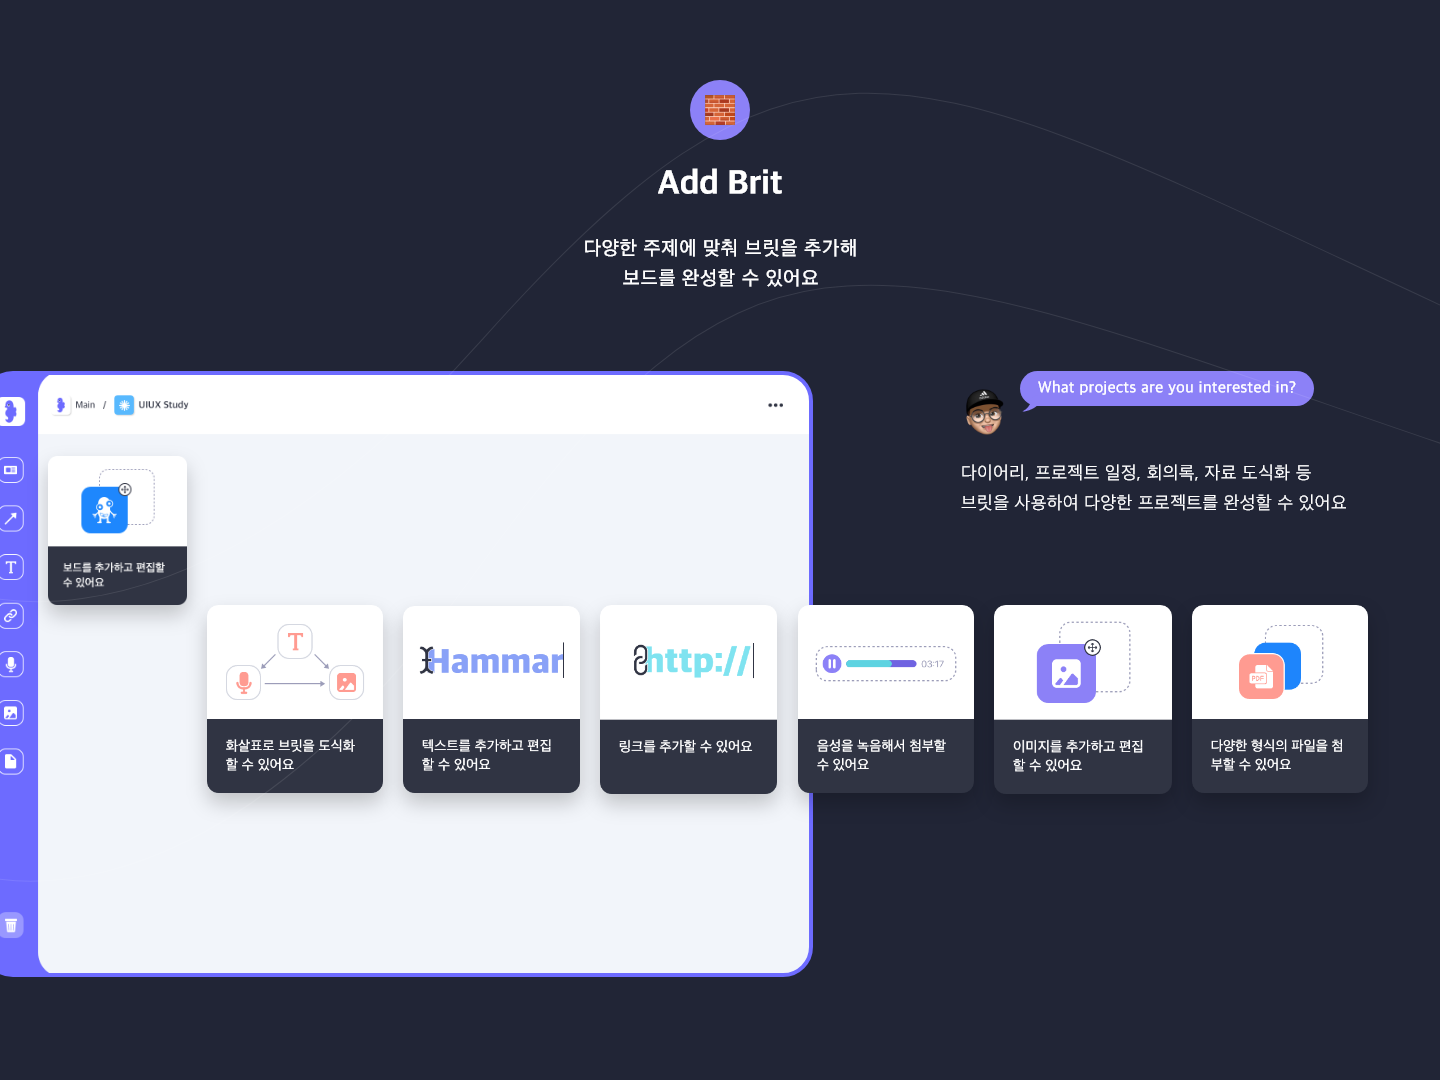 Add Brit
다양한 주제에 맞춰 브릿을 추가해
보드를 완성할 수 있어요
Main / UIUX Study
What projects are you interested in?
다이어리, 프로젝트 일정, 회의록, 자료 도식화 등
브릿을 사용하여 다양한 프로젝트를 완성할 수 있어요
보드를 추가하고 편집할
수 있어요
T
T
화살표로 브릿을 도식화
할 수 있어요
Hammar
텍스트를 추가하고 편집
할 수 있어요
http://
링크를 추가할 수 있어요
03:17
음성을 녹음해서 첨부할
수 있어요
이미지를 추가하고 편집
할 수 있어요
PDF
다양한 형식의 파일을 첨
부할 수 있어요